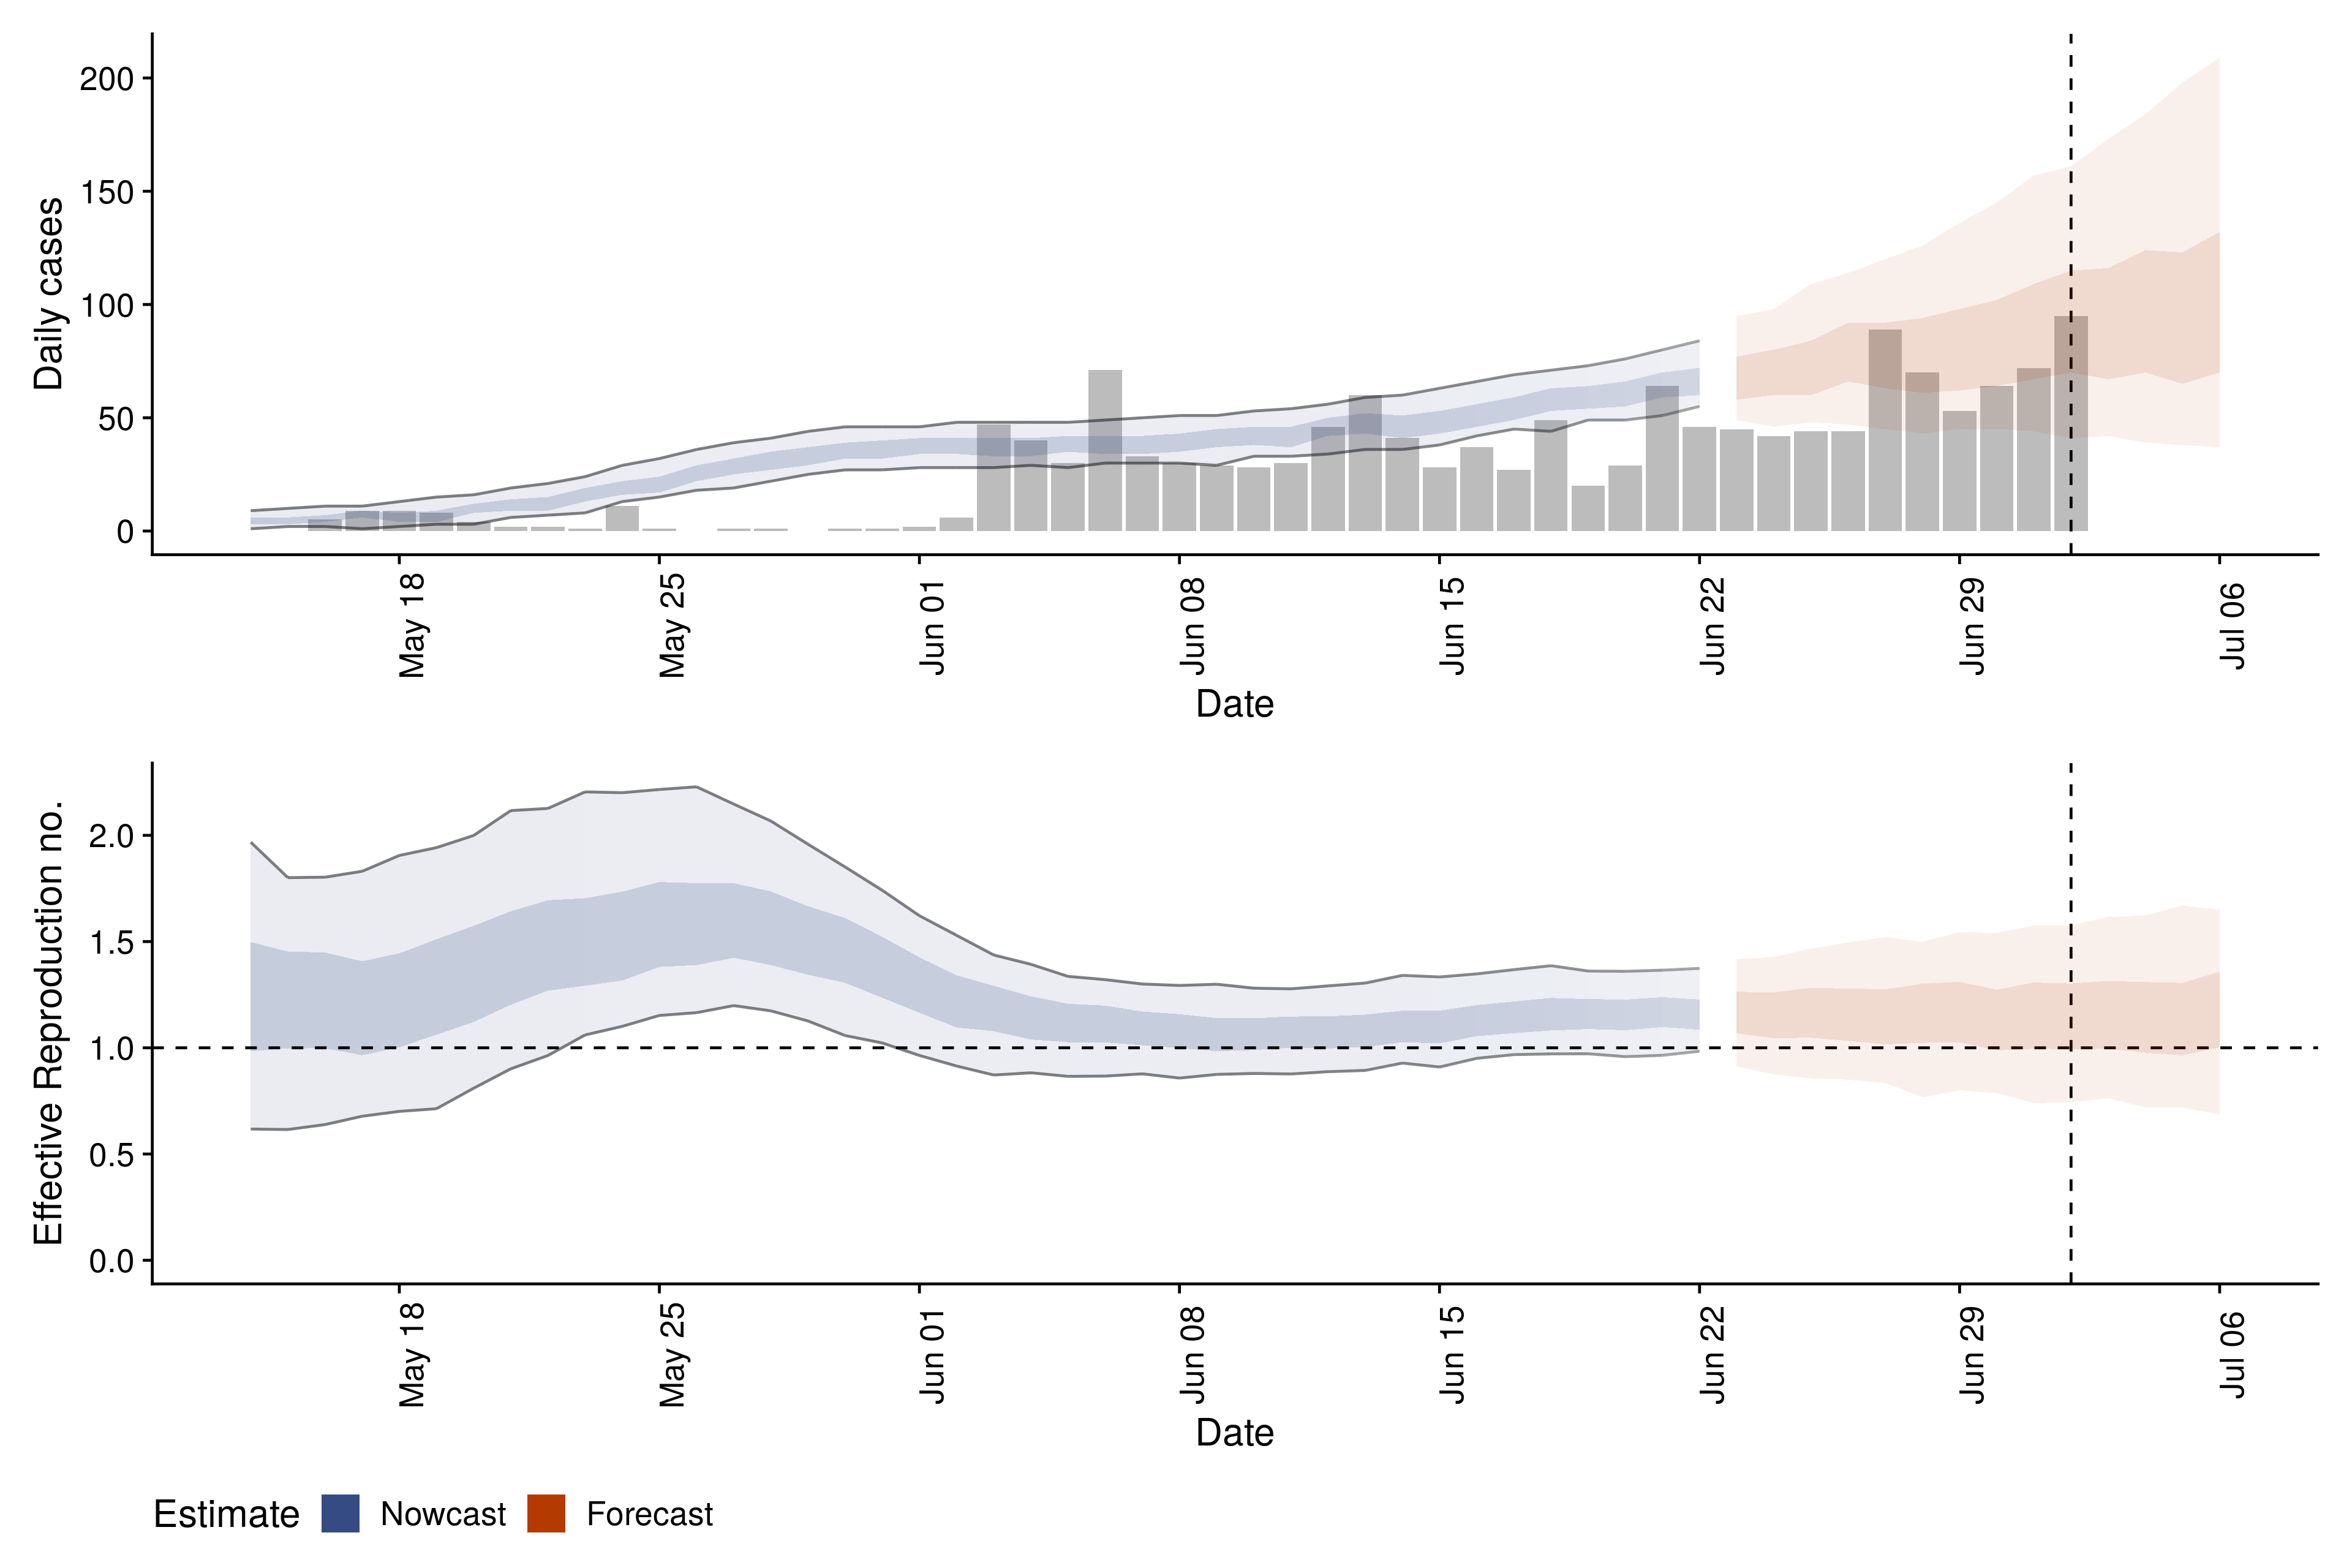 Daily cases
200
150
100
50
0
May 18
May 25
Jun 01
Jun 08
Jun 15
Jun 22
Jun 29
Jul 06
Date
Effective Reproduction no.
2.0
1.5
1.0
0.5
0.0
May 18
May 25
Jun 01
Jun 08
Jun 15
Jun 22
Jun 29
Jul 06
Date
Estimate Nowcast Forecast